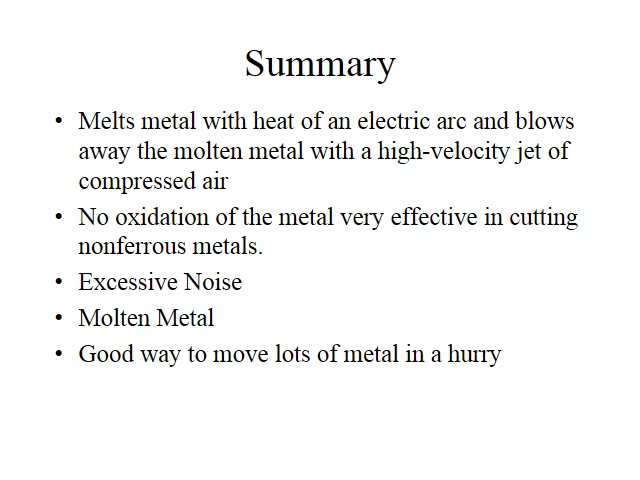 Summary
• Melts metal with heat of an electric arc and blows
away the molten metal with a high-velocity jet of
compressed air
• No oxidation of the metal very effective in cutting
nonferrous metals.
• Excessive Noise
• Molten Metal
• Good way to move lots of metal in a hurry